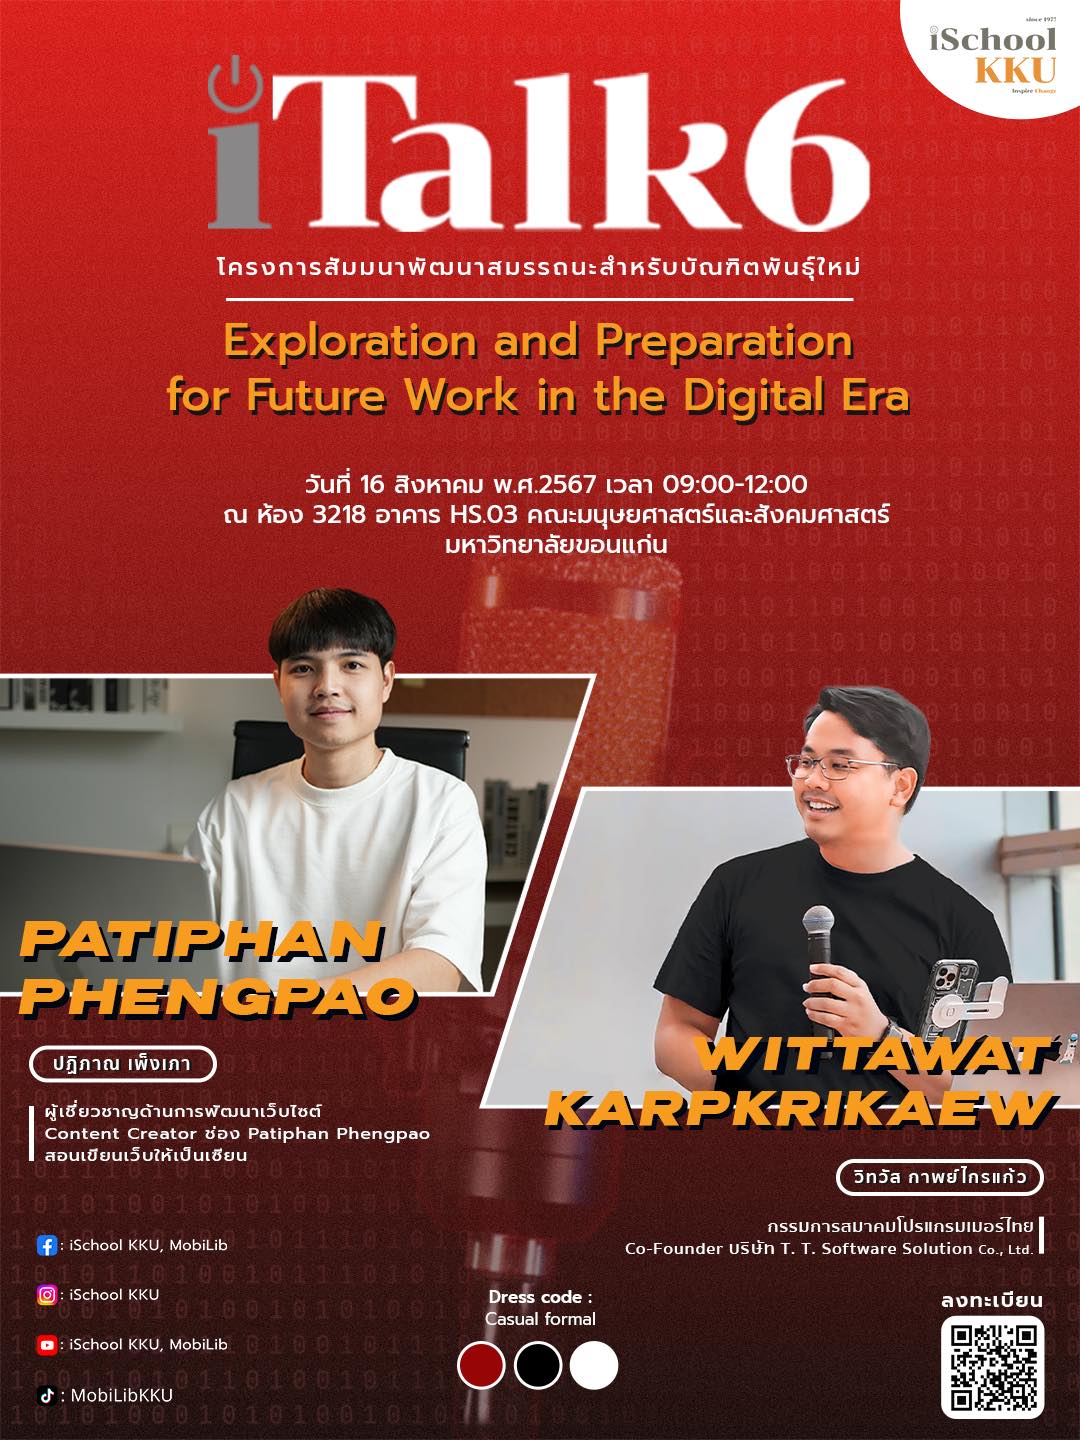 since 1977
iSchool
KKU
Inspire Change
iTalk6
โครงการสัมมนาพัฒนาสมรรถนะสำหรับบัณฑิตพันธุ์ใหม่
Exploration and Preparation
for Future Work in the Digital Era
วันที่ 16 สิงหาคม พ.ศ.2567 เวลา 09:00-12:00
ณ ห้อง 3218 อาคาร HS.03 คณะมนุษยศาสตร์และสังคมศาสตร์
มหาวิทยาลัยขอนแก่น
PATIPHAN
PHENGPAO
ปฏิภาณ เพ็งเภา
ผู้เชี่ยวชาญด้านการพัฒนาเว็บไซต์
Content Creator ช่อง Patiphan Phengpao
สอนเขียนเว็บให้เป็นเซียน
WITTAWAT
KARPKRIKAEW
วิทวัส กาพย์ไกรแก้ว
กรรมการสมาคมโปรแกรมเมอร์ไทย
Co-Founder บริษัท T. T. Software Solution Co., Ltd.
: iSchool KKU, MobiLib
: iSchool KKU
: iSchool KKU, MobiLib
: MobiLibKKU
Dress code :
Casual formal
ลงทะเบียน